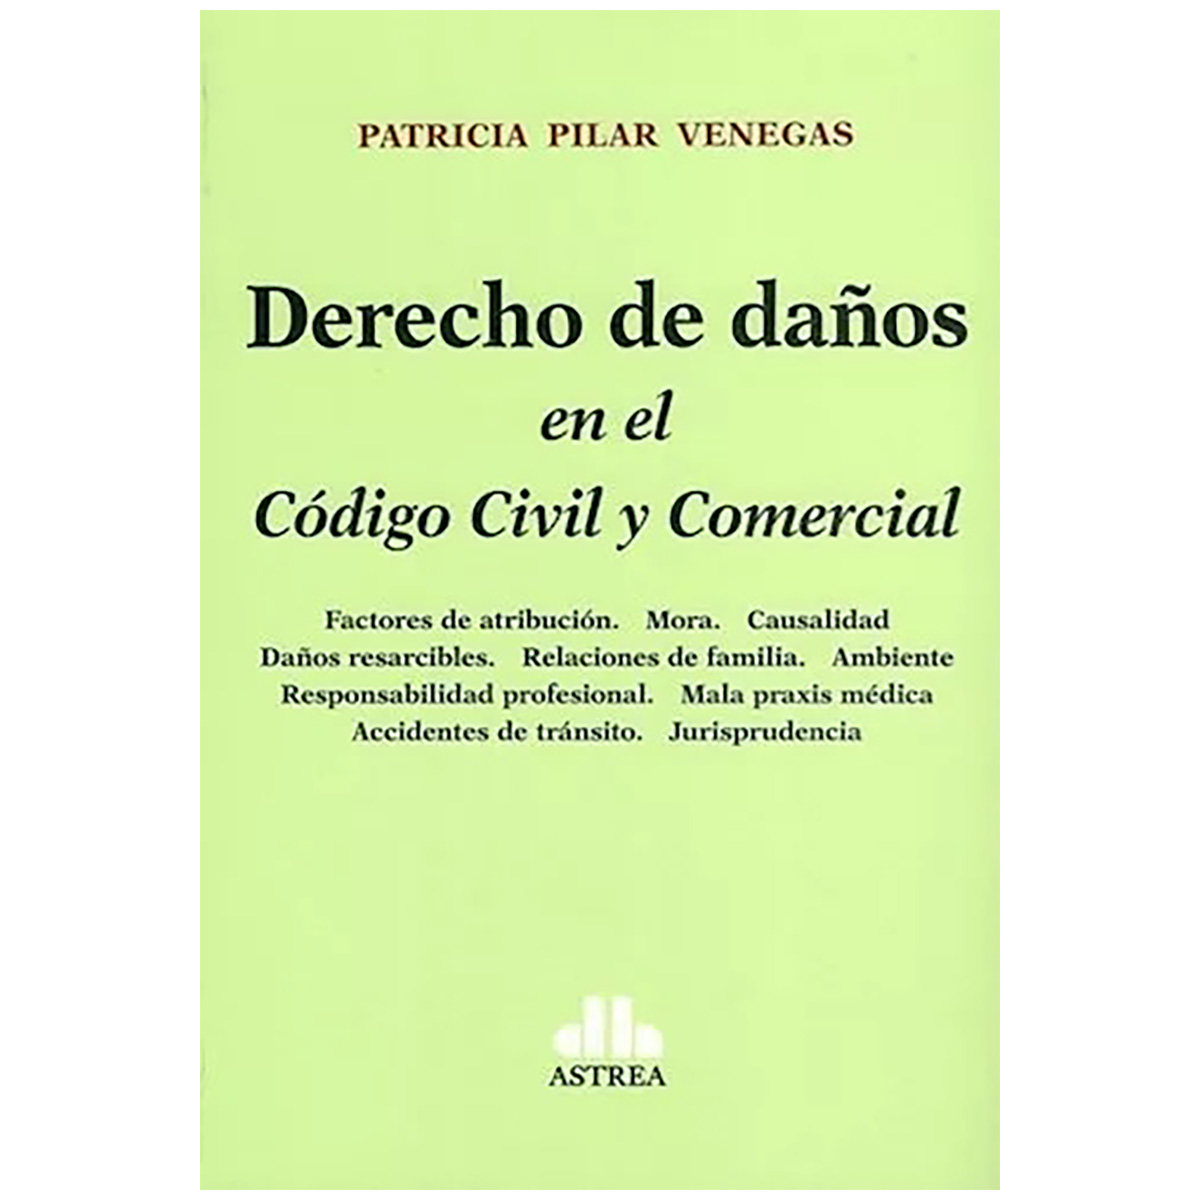 PATRICIA PILAR VENEGAS
Derecho de daños
en el
Código Civil y Comercial
Factores de atribución. Mora. Causalidad
Daños resarcibles. Relaciones de familia. Ambiente
Responsabilidad profesional. Mala praxis médica
Accidentes de tránsito. Jurisprudencia
ASTREA